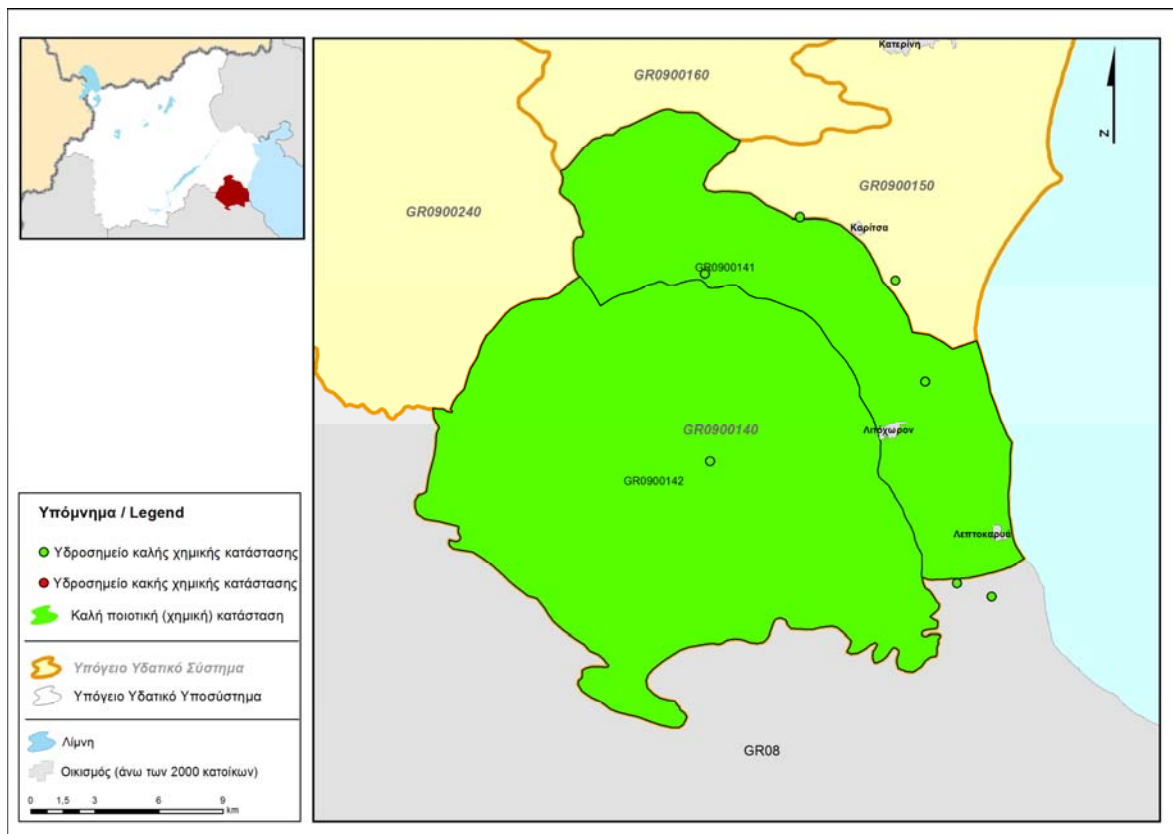 Κατερίνη
GR0900160
N
GR0900150
GR0900240
Καρίτσα
GR0900141
GR0900140
Λιτόχωρον
GR0900142
Λεπτοκαρυά
GR08
Υπόμνημα / Legend
Υδροσημείο καλής χημικής κατάστασης
Υδροσημείο κακής χημικής κατάστασης
Καλή ποιοτική (χημική) κατάσταση
Υπόγειο Υδατικό Σύστημα
Υπόγειο Υδατικό Υποσύστημα
Λίμνη
Οικισμός (άνω των 2000 κατοίκων)
0 1,5 3 6 9
km